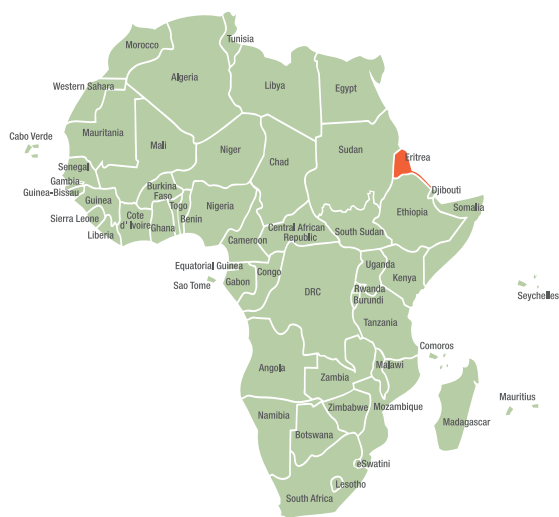 Tunisia
Morocco
Algeria
Libya
Egypt
Western Sahara
Cabo Verde
Mauritania
Mali
Niger
Chad
Sudan
Eritrea
Senegal
Gambia
Guinea-Bissau
Guinea
Burkina
Faso
Djibouti
Togo
Benin
Nigeria
Ethiopia
Somalia
Sierra Leone
Cote
d' Ivoire
Ghana
Liberia
Central African
Republic
South Sudan
Cameroon
Equatorial Guinea
Congo
Uganda
Kenya
Sao Tome
Gabon
DRC
Rwanda
Burundi
Seychelles
Tanzania
Comoros
Angola
Zambia
Malawi
Mozambique
Mauritius
Namibia
Zimbabwe
Madagascar
Botswana
eSwatini
Lesotho
South Africa